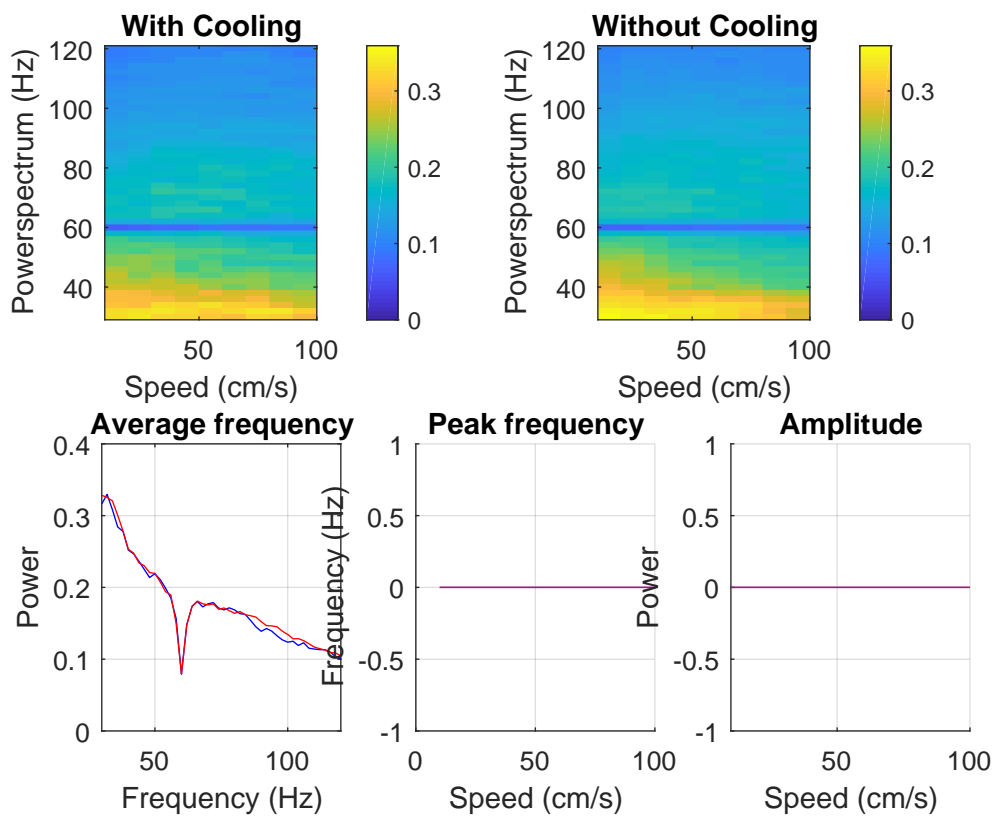 With Cooling
Without Cooling
Powerspectrum (Hz)
120
100
80
60
40
50
100
Speed (cm/s)
0.3
0.2
0.1
0
Powerspectrum (Hz)
120
100
80
60
40
50
100
Speed (cm/s)
0.3
0.2
0.1
0
Average frequency
Peak frequency
Amplitude
Power
0.4
0.3
0.2
0.1
0
50
100
Frequency (Hz)
Frequency (Hz)
1
0.5
0
-0.5
-1
0
50
100
Speed (cm/s)
Power
1
0.5
0
-0.5
-1
50
100
Speed (cm/s)